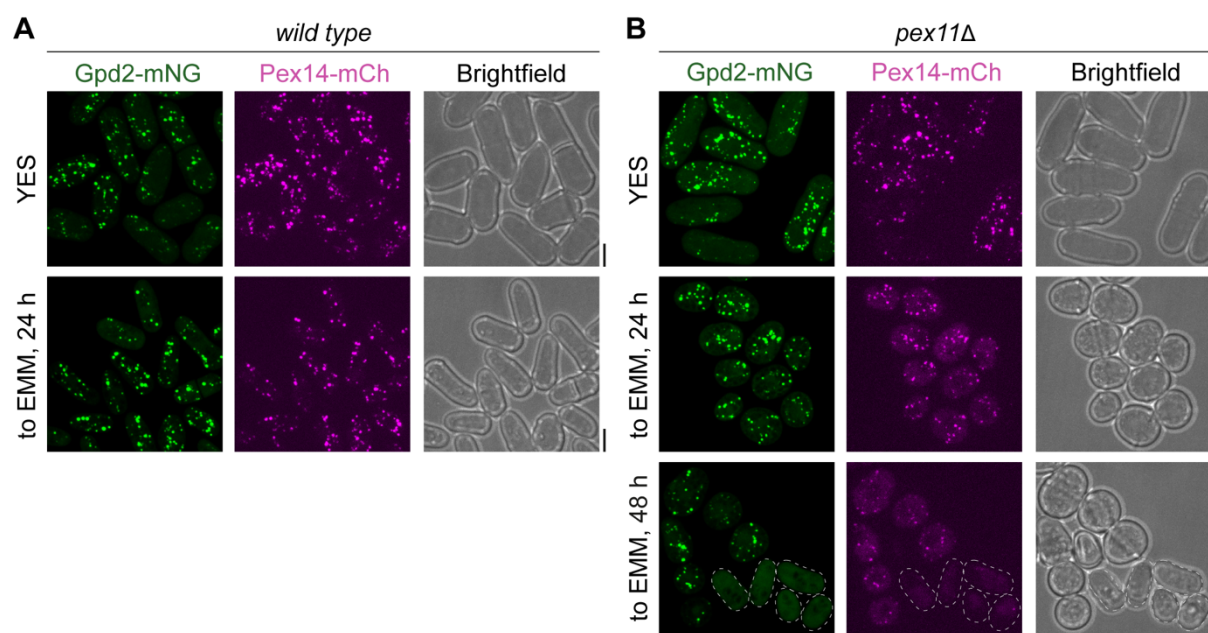 A
wild type
Gpd2-mNG Pex14-mCh Brightfield
YES
to EMM, 24 h
B
pex11Δ
Gpd2-mNG Pex14-mCh Brightfield
YES
to EMM, 24 h
to EMM, 48 h